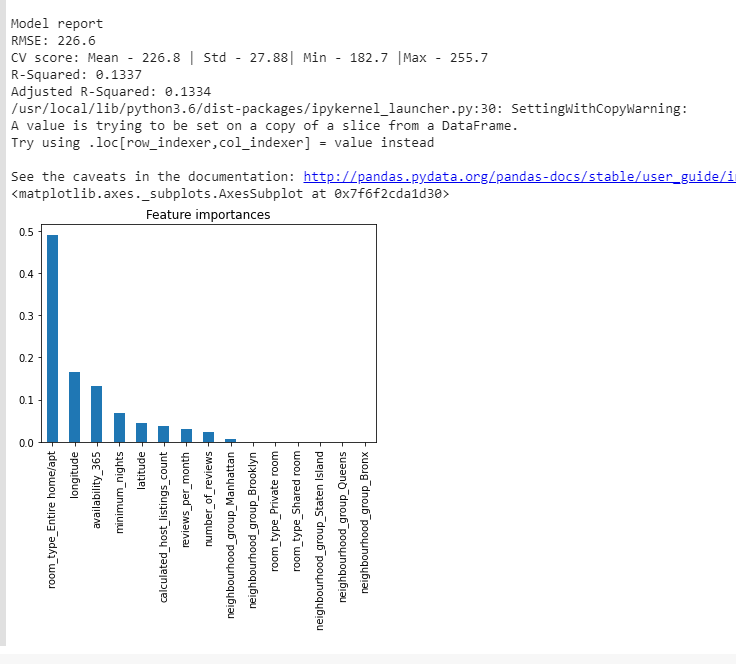 Model report
RMSE: 226.6
CV score: Mean - 226.8 | Std - 27.88| Min - 182.7 |Max - 255.7
R-Squared: 0.1337
Adjusted R-Squared: 0.1334
/usr/local/lib/python3.6/dist-packages/ipykernel_launcher.py:30: SettingWithCopyWarning:
A value is trying to be set on a copy of a slice from a DataFrame.
Try using .loc[row_indexer,col_indexer] = value instead
See the caveats in the documentation: http://pandas.pydata.org/pandas-docs/stable/user_guide/i
<matplotlib.axes._subplots.AxesSubplot at 0x7f6f2cda1d30>
Feature importances
0.5
0.4
0.3
0.2
0.1
0.0
room_type_Entire home/apt
longitude
availability_365
minimum_nights
latitude
calculated_host_listings_count
reviews_per_month
number_of_reviews
neighbourhood_group_Manhattan
neighbourhood_group_Brooklyn
room_type_Private room
room_type_Shared room
neighbourhood_group_Staten Island
neighbourhood_group_Queens
neighbourhood_group_Bronx